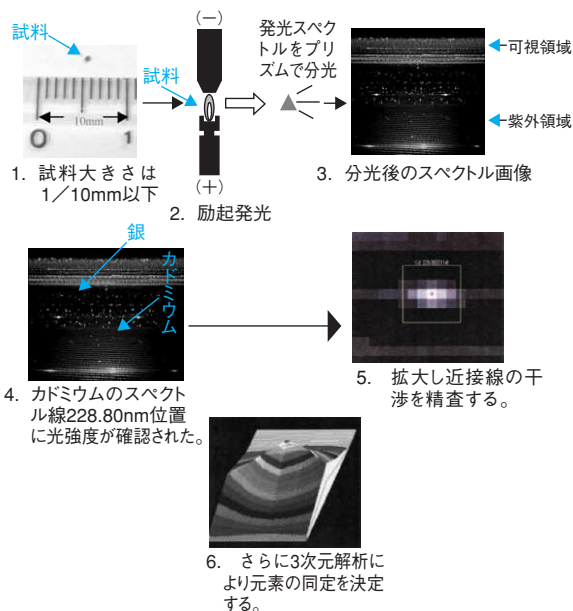 試料
10mm
0 1
1. 試料大きさは
1／10mm以下
(−)
試料
(+)
2. 励起発光
発光スペク
トルをプリ
ズムで分光
可視領域
紫外領域
3. 分光後のスペクトル画像
銀
カドミウム
4. カドミウムのスペクト
ル線228.80nm位置
に光強度が確認された。
5. 拡大し近接線の干
渉を精査する。
6. さらに3次元解析に
より元素の同定を決定
する。